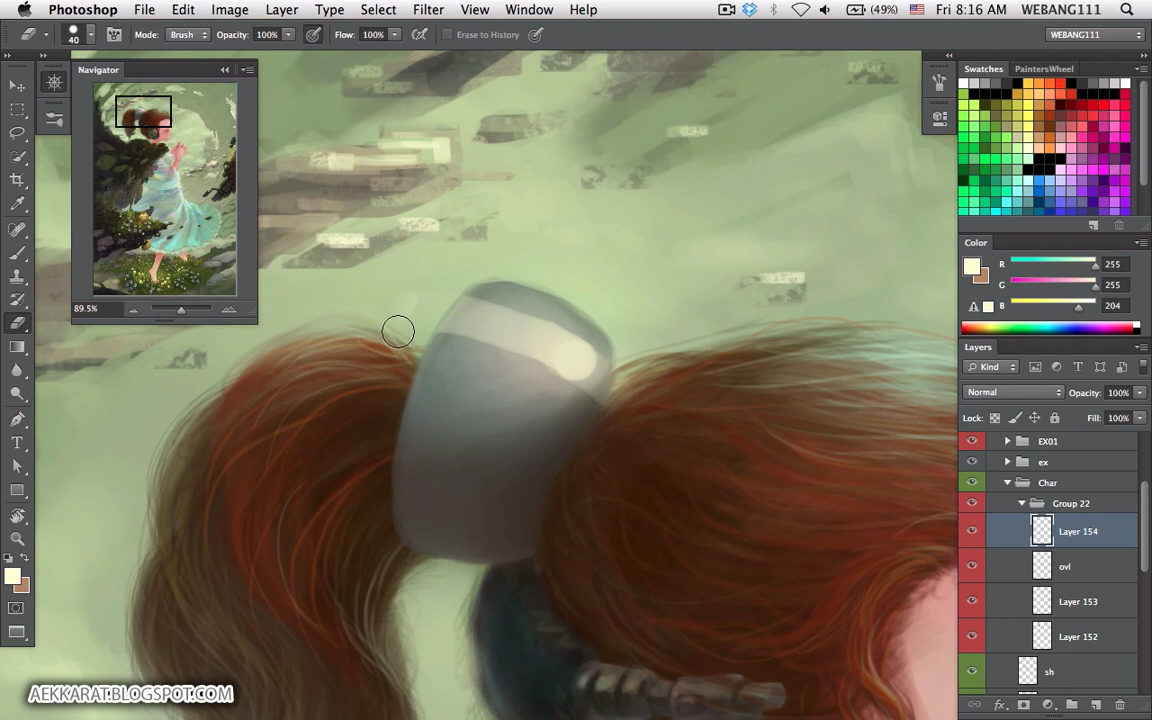 Photoshop File Edit Image Layer Type Select Filter View Window Help (49%) Fri 8:16 AM WEBANG111
40 Mode: Brush Opacity: 100% Flow: 100% Erase to History WEBANG111
Navigator
89.5%
Swatches PaintersWheel
Color
R 255
G 255
B 204
Layers
Kind
Normal Opacity: 100%
Lock: Fill: 100%
EX01
ex
Char
Group 22
Layer 154
ovl
Layer 153
Layer 152
sh
fx
AEKKARAT.BLOGSPOT.COM